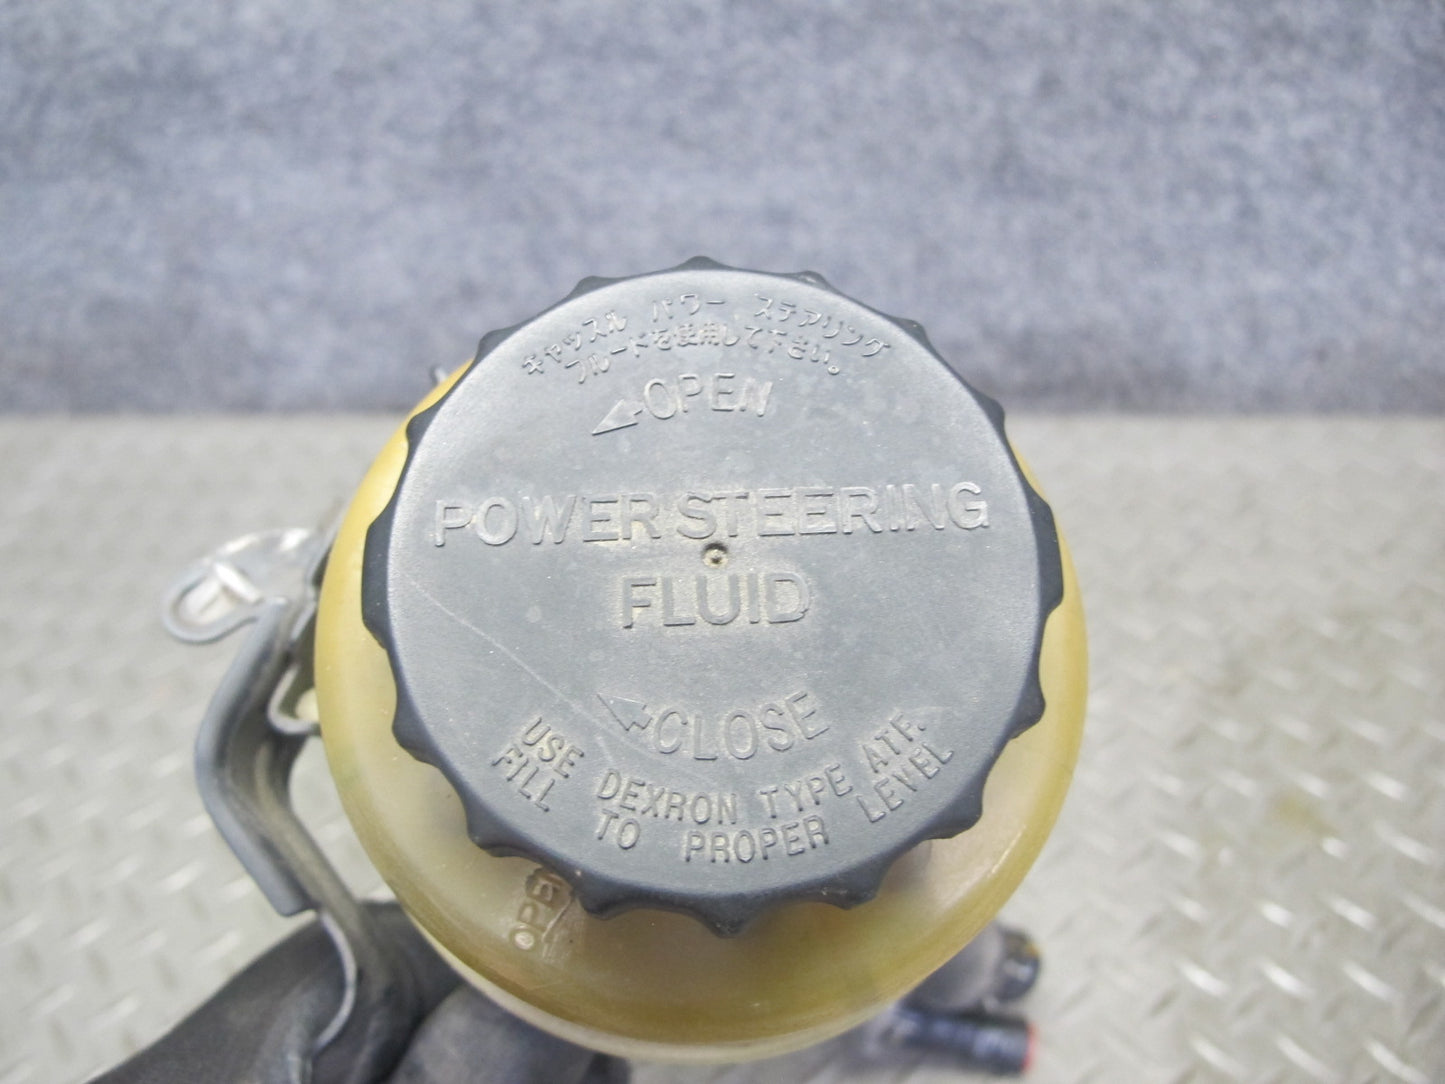 キャッスル パワー ステアリング
フルードを使用して下さい。
OPEN
POWER STEERING
FLUID
CLOSE
USE DEXRON TYPE ATF.
FILL TO PROPER LEVEL
OPEN